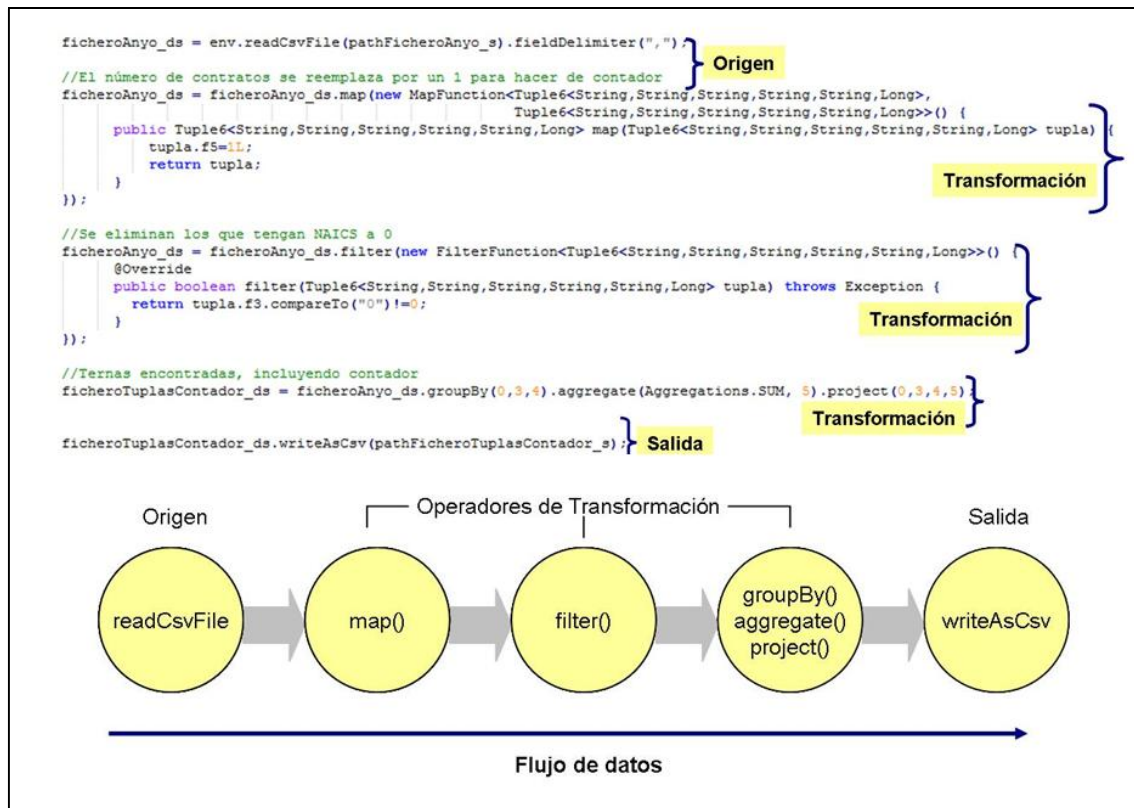 ficheroAnyo_ds = env.readCsvFile(pathFicheroAnyo_s).fieldDelimiter(",");
Origen
//El número de contratos se reemplaza por un 1 para hacer de contador
ficheroAnyo_ds = ficheroAnyo_ds.map(new MapFunction<Tuple6<String,String,String,String,String,Long>,
Tuple6<String,String,String,String,String,Long>>() {
public Tuple6<String,String,String,String,String,Long> map(Tuple6<String,String,String,String,String,Long> tupla) {
tupla.f5=1L;
return tupla;
}
});
Transformación
//Se eliminan los que tengan NAICS a 0
ficheroAnyo_ds = ficheroAnyo_ds.filter(new FilterFunction<Tuple6<String,String,String,String,String,Long>>() {
@Override
public boolean filter(Tuple6<String,String,String,String,String,Long> tupla) throws Exception {
return tupla.f3.compareTo("0")!=0;
}
});
Transformación
//Ternas encontradas, incluyendo contador
ficheroTuplasContador_ds = ficheroAnyo_ds.groupBy(0,3,4).aggregate(Aggregations.SUM, 5).project(0,3,4,5);
Transformación
ficheroTuplasContador_ds.writeAsCsv(pathFicheroTuplasContador_s);
Salida
Operadores de Transformación
Origen
Salida
readCsvFile
map()
filter()
groupBy()
aggregate()
project()
writeAsCsv
Flujo de datos